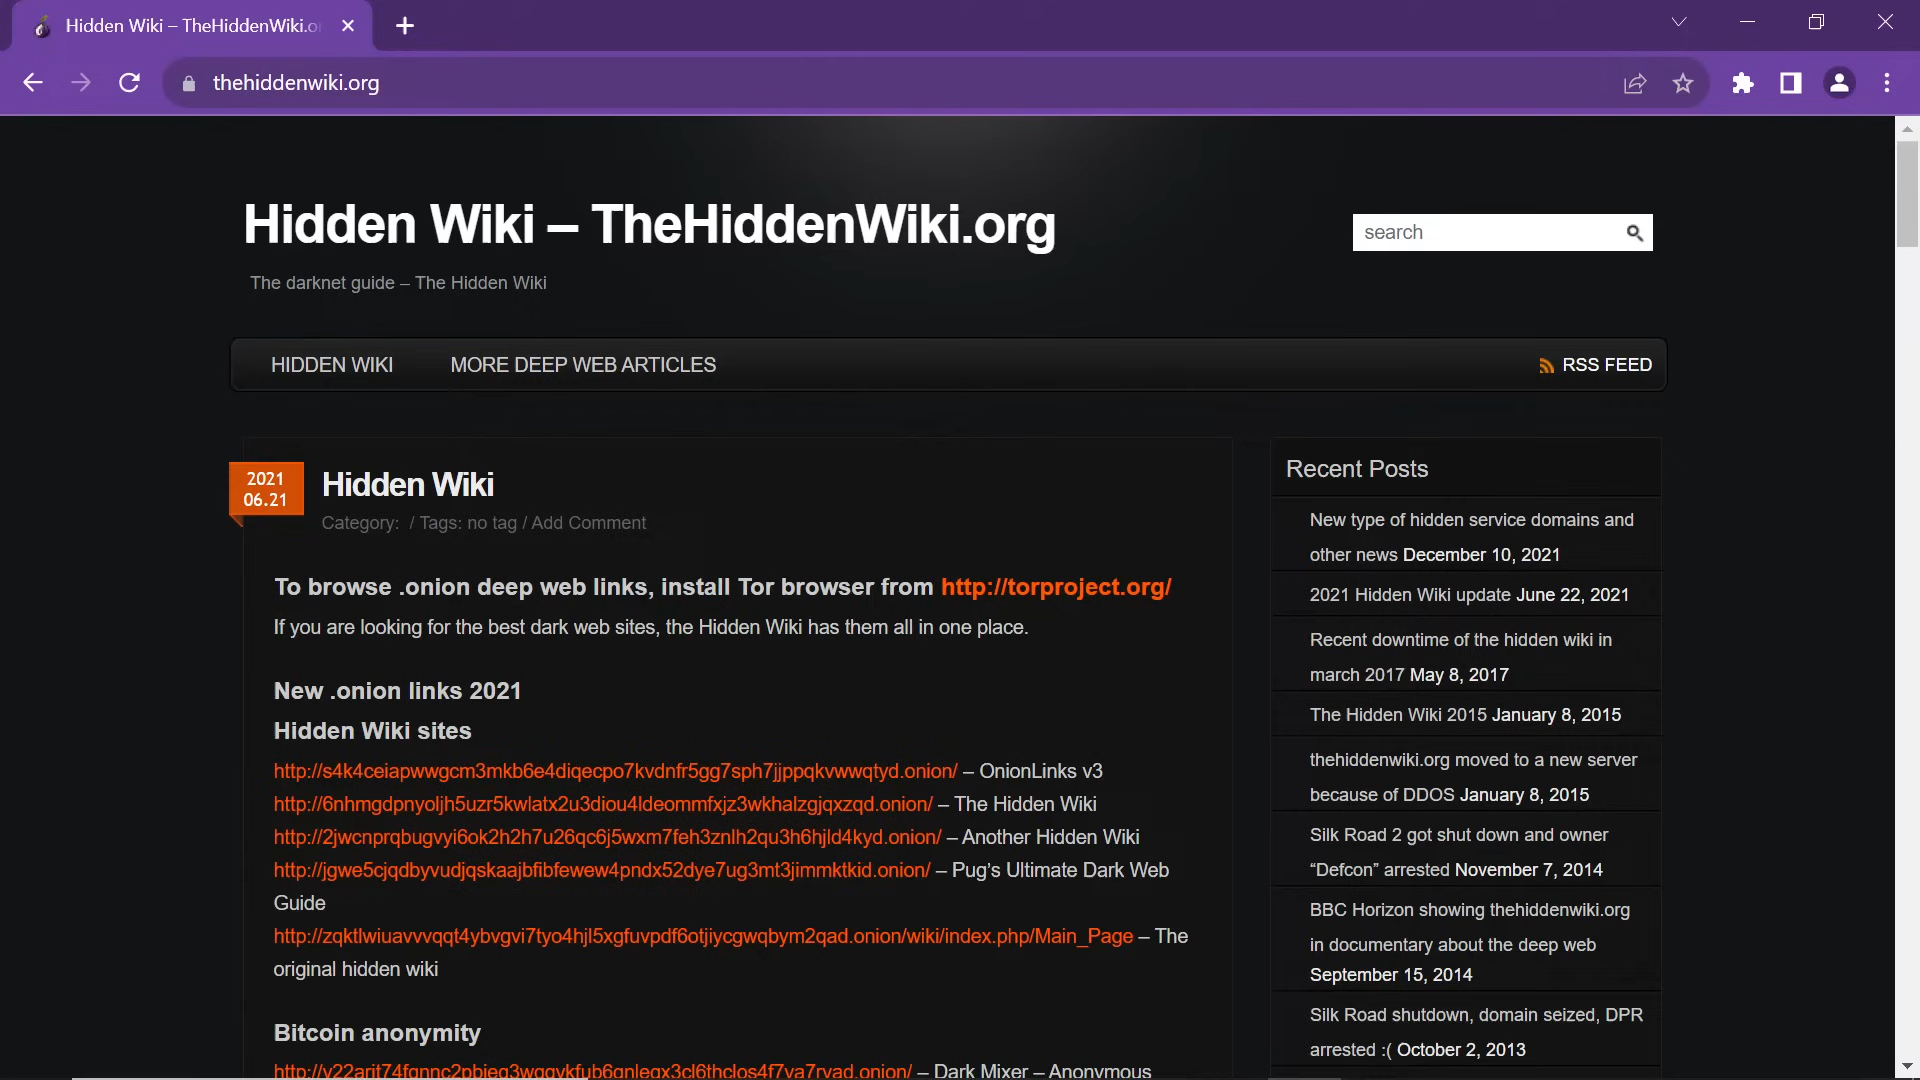 Hidden Wiki – TheHiddenWiki.o
thehiddenwiki.org
Hidden Wiki – TheHiddenWiki.org
search
The darknet guide – The Hidden Wiki
HIDDEN WIKI
MORE DEEP WEB ARTICLES
RSS FEED
2021
06.21
Hidden Wiki
Category: / Tags: no tag / Add Comment
To browse .onion deep web links, install Tor browser from http://torproject.org/
If you are looking for the best dark web sites, the Hidden Wiki has them all in one place.
New .onion links 2021
Hidden Wiki sites
http://s4k4ceiapwwgcm3mkb6e4diqecpo7kvdnfr5gg7sph7jjppqkvwwqtyd.onion/ – OnionLinks v3
http://6nhmgdpnyoljh5uzr5kwlatx2u3diou4ldeommfxjz3wkhalzgjqxzqd.onion/ – The Hidden Wiki
http://2jwcnprqbugvyi6ok2h2h7u26qc6j5wxm7feh3znlh2qu3h6hjld4kyd.onion/ – Another Hidden Wiki
http://jgwe5cjqdbyvudjqskaajbfibfewew4pndx52dye7ug3mt3jimmktkid.onion/ – Pug’s Ultimate Dark Web
Guide
http://zqktlwiuavvvqqt4ybvgvi7tyo4hjl5xgfuvpdf6otjiycgwqbym2qad.onion/wiki/index.php/Main_Page – The
original hidden wiki
Bitcoin anonymity
– Dark Mixer – Anonymous
Recent Posts
New type of hidden service domains and
other news December 10, 2021
2021 Hidden Wiki update June 22, 2021
Recent downtime of the hidden wiki in
march 2017 May 8, 2017
The Hidden Wiki 2015 January 8, 2015
thehiddenwiki.org moved to a new server
because of DDOS January 8, 2015
Silk Road 2 got shut down and owner
“Defcon” arrested November 7, 2014
BBC Horizon showing thehiddenwiki.org
in documentary about the deep web
September 15, 2014
Silk Road shutdown, domain seized, DPR
arrested :( October 2, 2013